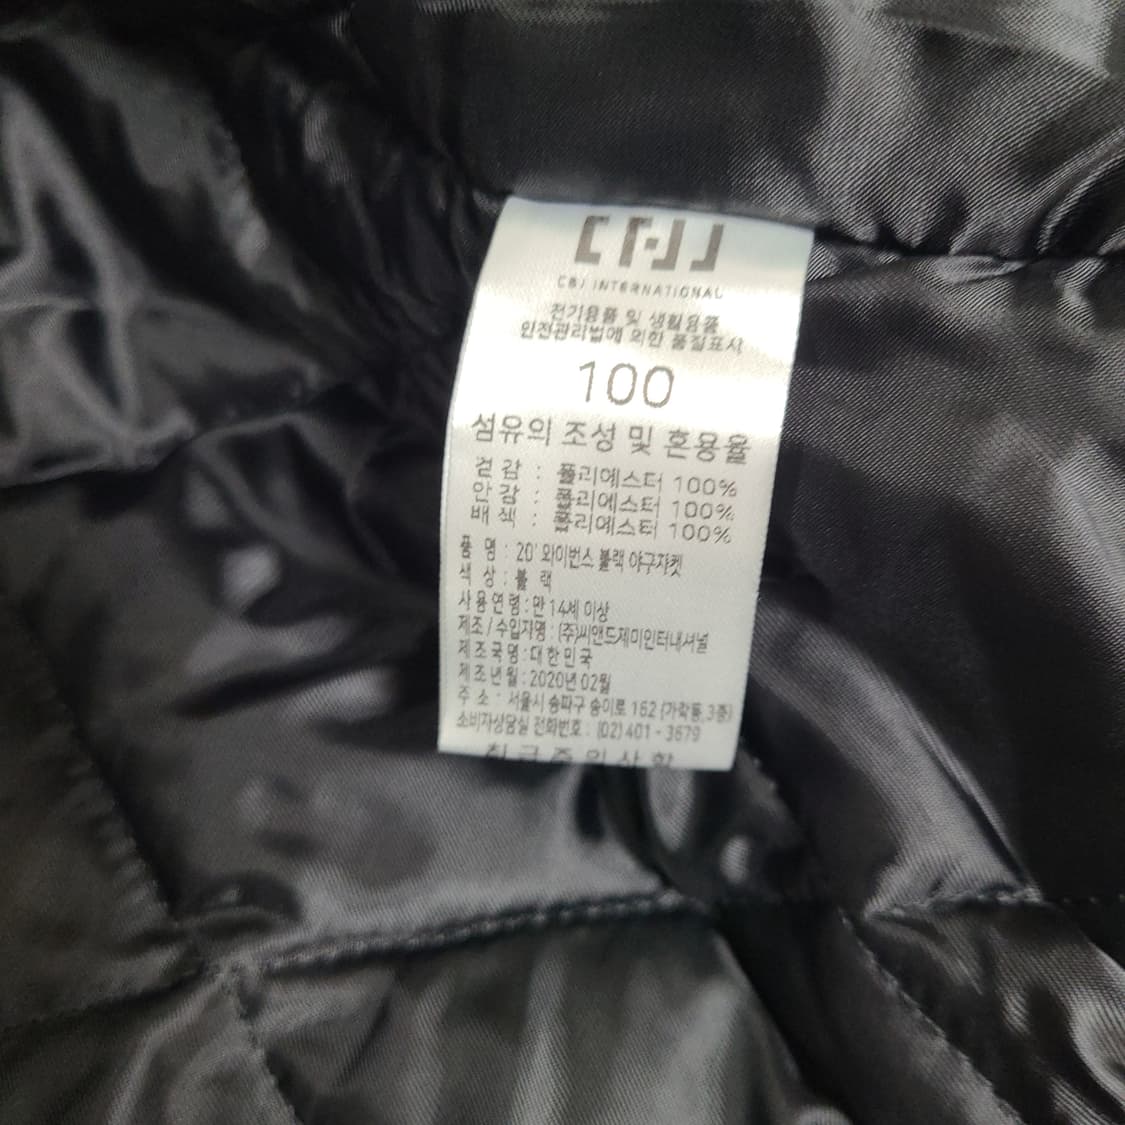 C&J INTERNATIONAL
전기용품 및 생활용품
안전관리법에 의한 품질표시
100
섬유의 조성 및 혼용율
겉 감 : 폴리에스터 100%
안 감 : 폴리에스터 100%
배 색 : 폴리에스터 100%
품 명 : 20' 와이번스 블랙 야구자켓
색 상 : 블 랙
사용연령 : 만 14세 이상
제조 / 수입자명 : (주)씨앤드제이인터내셔널
제조국명 : 대한민국
제조년월 : 2020년 02월
주 소 : 서울시 송파구 송이로 162 (가락동, 3층)
소비자상담실 전화번호 : (02) 401 - 3679
취급주의사항